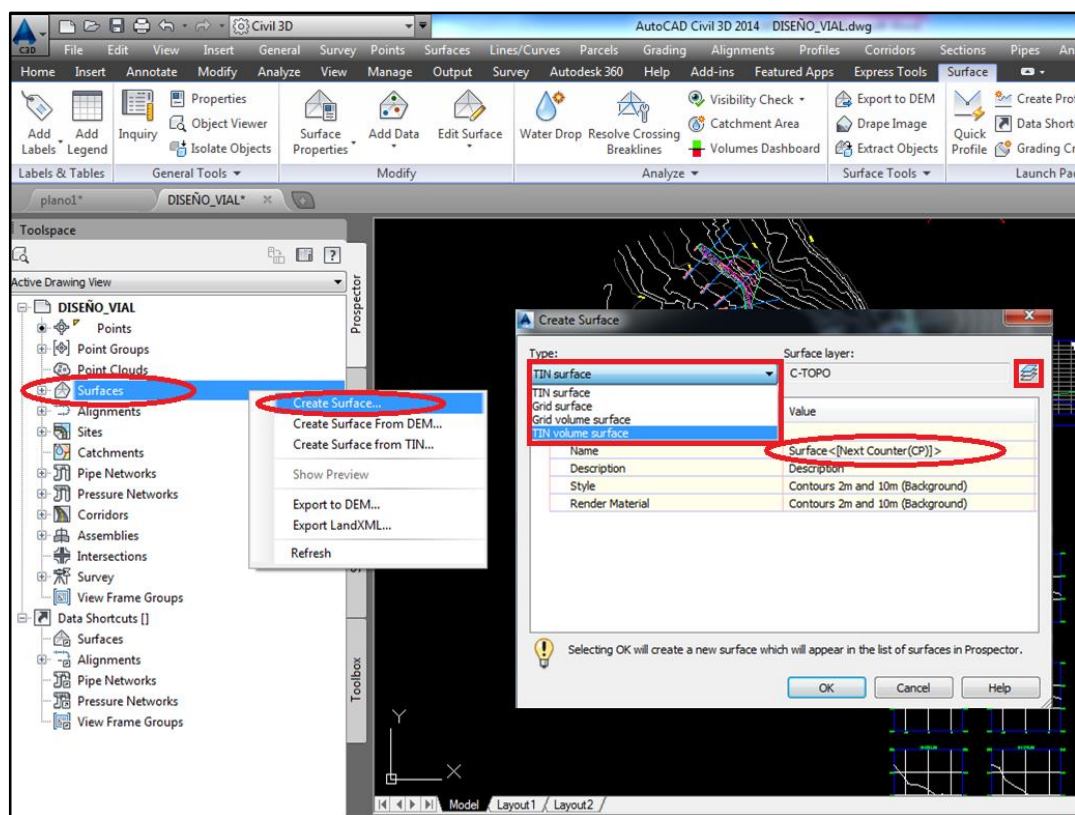 Civil 3D
AutoCAD Civil 3D 2014 DISEÑO_VIAL.dwg
C3D
File Edit View Insert General Survey Points Surfaces Lines/Curves Parcels Grading Alignments Profiles Corridors Sections Pipes An
Home Insert Annotate Modify Analyze View Manage Output Survey Autodesk 360 Help Add-ins Featured Apps Express Tools Surface
Properties
Object Viewer
Isolate Objects
Add Labels
Add Legend
Inquiry
Surface Properties
Add Data
Edit Surface
Water Drop
Resolve Crossing Breaklines
Visibility Check
Catchment Area
Volumes Dashboard
Export to DEM
Drape Image
Extract Objects
Quick Profile
Create Prof
Data Short
Grading Cr
Labels & Tables
General Tools
Modify
Analyze
Surface Tools
Launch Pad
plano1*
DISEÑO_VIAL*
Toolspace
?
Active Drawing View
Prospector
DISEÑO_VIAL
Points
Point Groups
Point Clouds
Surfaces
Alignments
Sites
Catchments
Pipe Networks
Pressure Networks
Corridors
Assemblies
Intersections
Survey
View Frame Groups
Data Shortcuts []
Surfaces
Alignments
Pipe Networks
Pressure Networks
View Frame Groups
Toolbox
Create Surface...
Create Surface From DEM...
Create Surface from TIN...
Show Preview
Export to DEM...
Export LandXML...
Refresh
Create Surface
Type:
Surface layer:
TIN surface
C-TOPO
TIN surface
Grid surface
Grid volume surface
TIN volume surface
Value
Name
Surface<[Next Counter(CP)]>
Description
Description
Style
Contours 2m and 10m (Background)
Render Material
Contours 2m and 10m (Background)
Selecting OK will create a new surface which will appear in the list of surfaces in Prospector.
OK
Cancel
Help
Y
X
Model
Layout1
Layout2